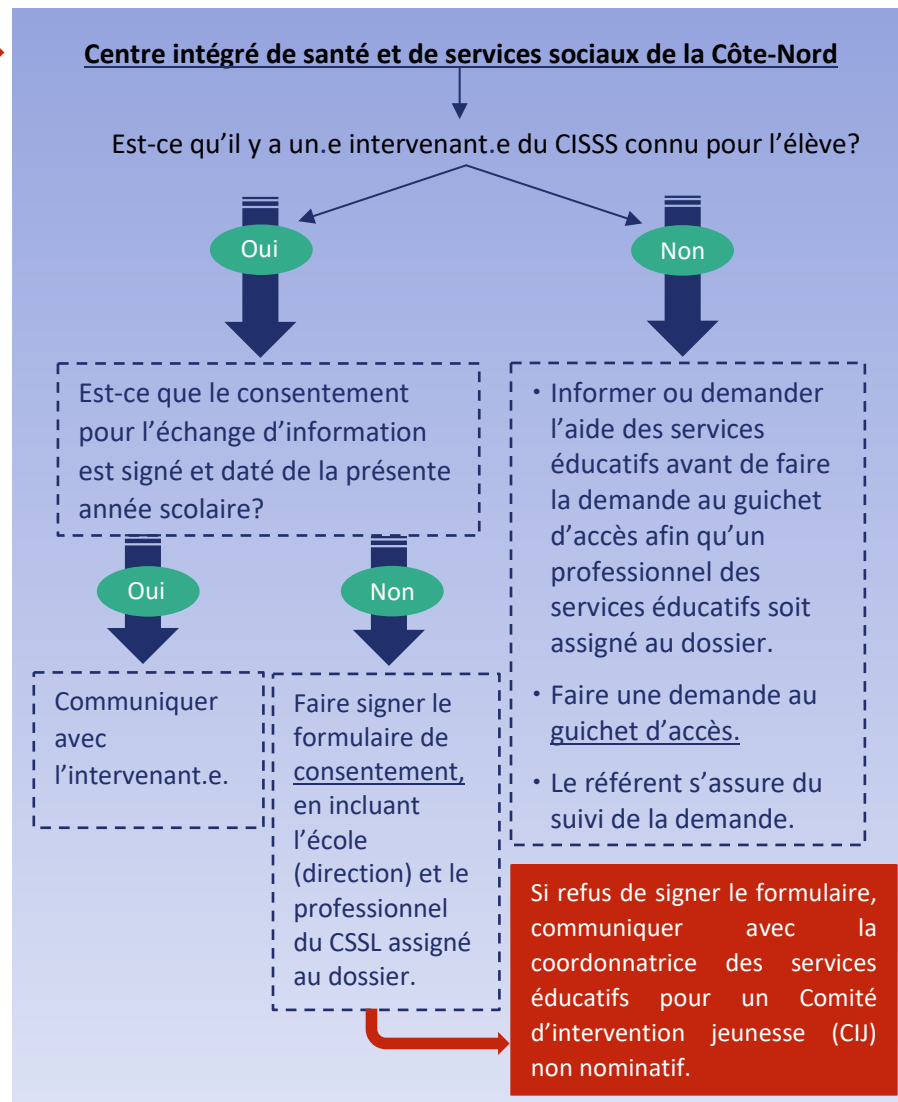 Centre intégré de santé et de services sociaux de la Côte-Nord
Est-ce qu'il y a un.e intervenant.e du CISSS connu pour l'élève?
Oui
Non
Est-ce que le consentement
pour l'échange d'information
est signé et daté de la présente
année scolaire?
· Informer ou demander
l'aide des services
éducatifs avant de faire
la demande au guichet
d'accès afin qu'un
professionnel des
services éducatifs soit
assigné au dossier.
· Faire une demande au
guichet d'accès.
· Le référent s'assure du
suivi de la demande.
Oui
Non
Communiquer
avec
l'intervenant.e.
Faire signer le
formulaire de
consentement,
en incluant
l'école
(direction) et le
professionnel
du CSSL assigné
au dossier.
Si refus de signer le formulaire,
communiquer avec la
coordonnatrice des services
éducatifs pour un Comité
d'intervention jeunesse (CIJ)
non nominatif.